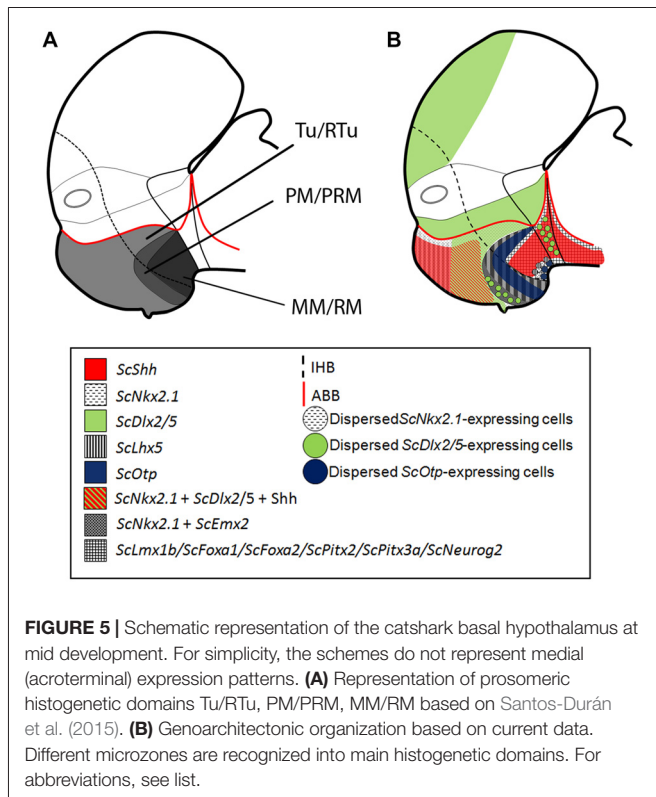 A
B
Tu/RTu
PM/PRM
MM/RM
ScShh
ScNkx2.1
ScDlx2/5
ScLhx5
ScOtp
ScNkx2.1 + ScDlx2/5 + Shh
ScNkx2.1 + ScEmx2
ScLmx1b/ScFoxa1/ScFoxa2/ScPitx2/ScPitx3a/ScNeurog2
IHB
ABB
Dispersed ScNkx2.1-expressing cells
Dispersed ScDlx2/5-expressing cells
Dispersed ScOtp-expressing cells
FIGURE 5 | Schematic representation of the catshark basal hypothalamus at
mid development. For simplicity, the schemes do not represent medial
(acroterminal) expression patterns. (A) Representation of prosomeric
histogenetic domains Tu/RTu, PM/PRM, MM/RM based on Santos-Durán
et al. (2015). (B) Genoarchitectonic organization based on current data.
Different microzones are recognized into main histogenetic domains. For
abbreviations, see list.